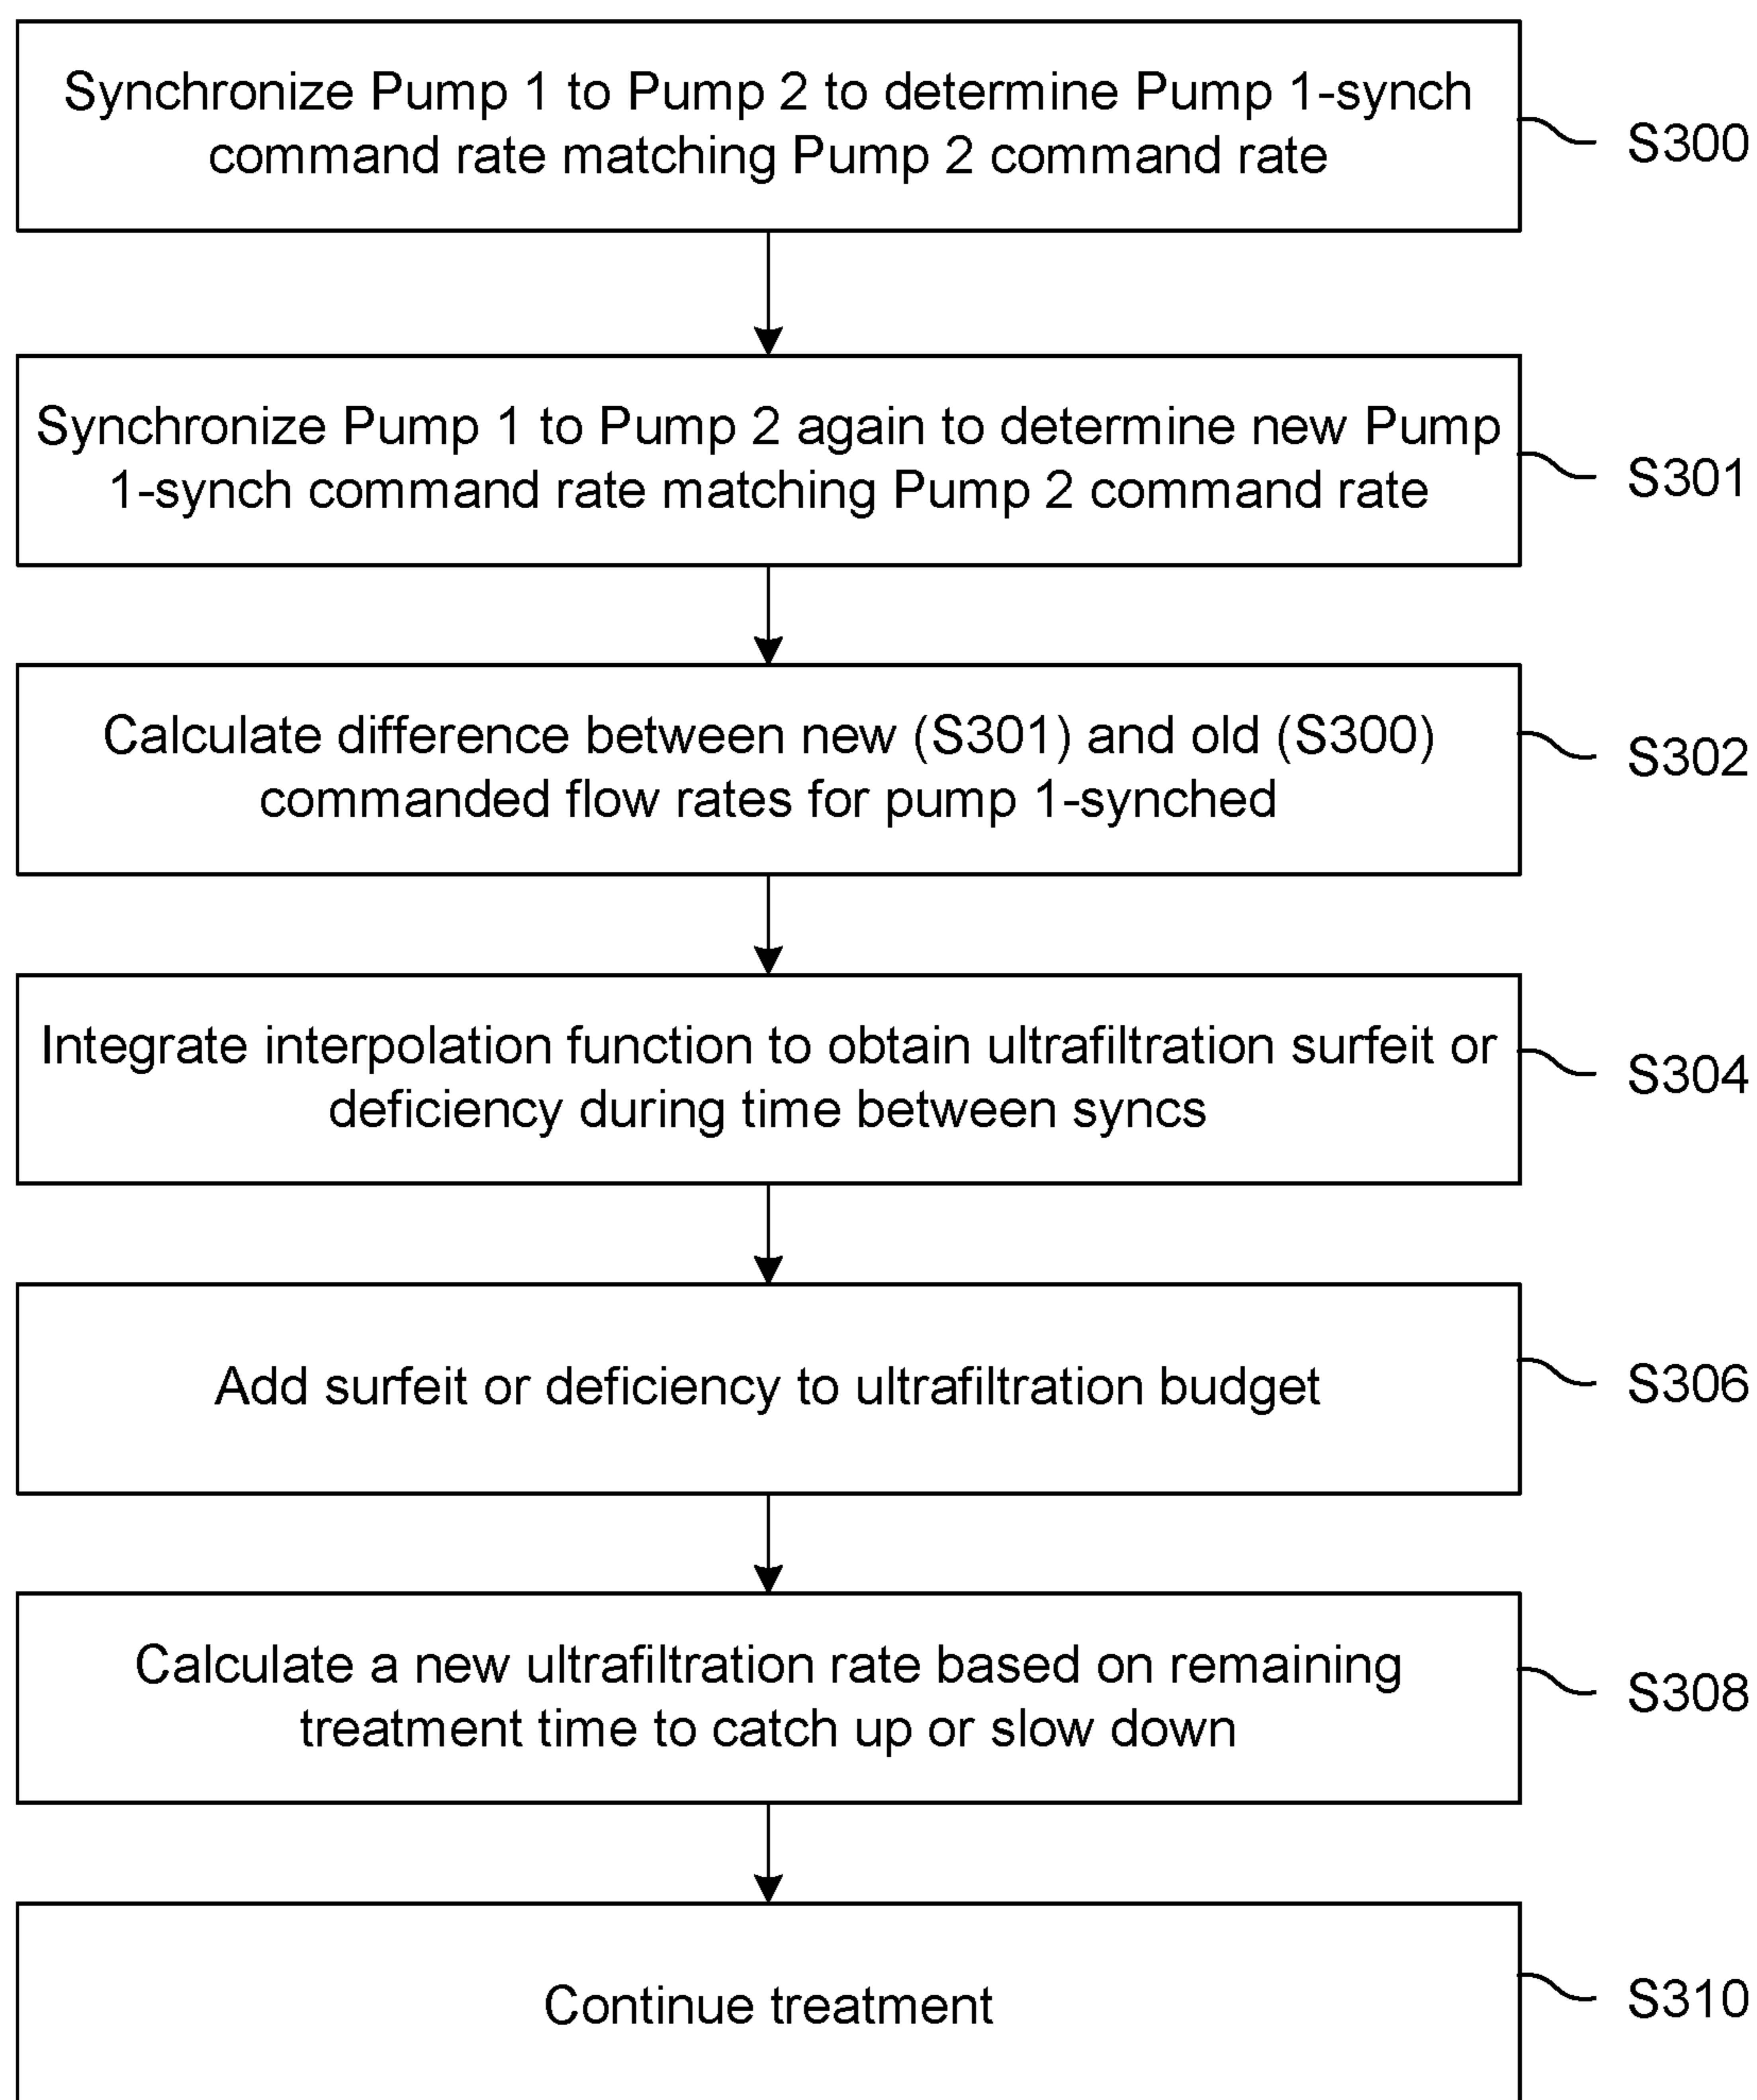 Synchronize Pump 1 to Pump 2 to determine Pump 1-synch
command rate matching Pump 2 command rate
S300
Synchronize Pump 1 to Pump 2 again to determine new Pump
1-synch command rate matching Pump 2 command rate
S301
Calculate difference between new (S301) and old (S300)
commanded flow rates for pump 1-synched
S302
Integrate interpolation function to obtain ultrafiltration surfeit or
deficiency during time between syncs
S304
Add surfeit or deficiency to ultrafiltration budget
S306
Calculate a new ultrafiltration rate based on remaining
treatment time to catch up or slow down
S308
Continue treatment
S310